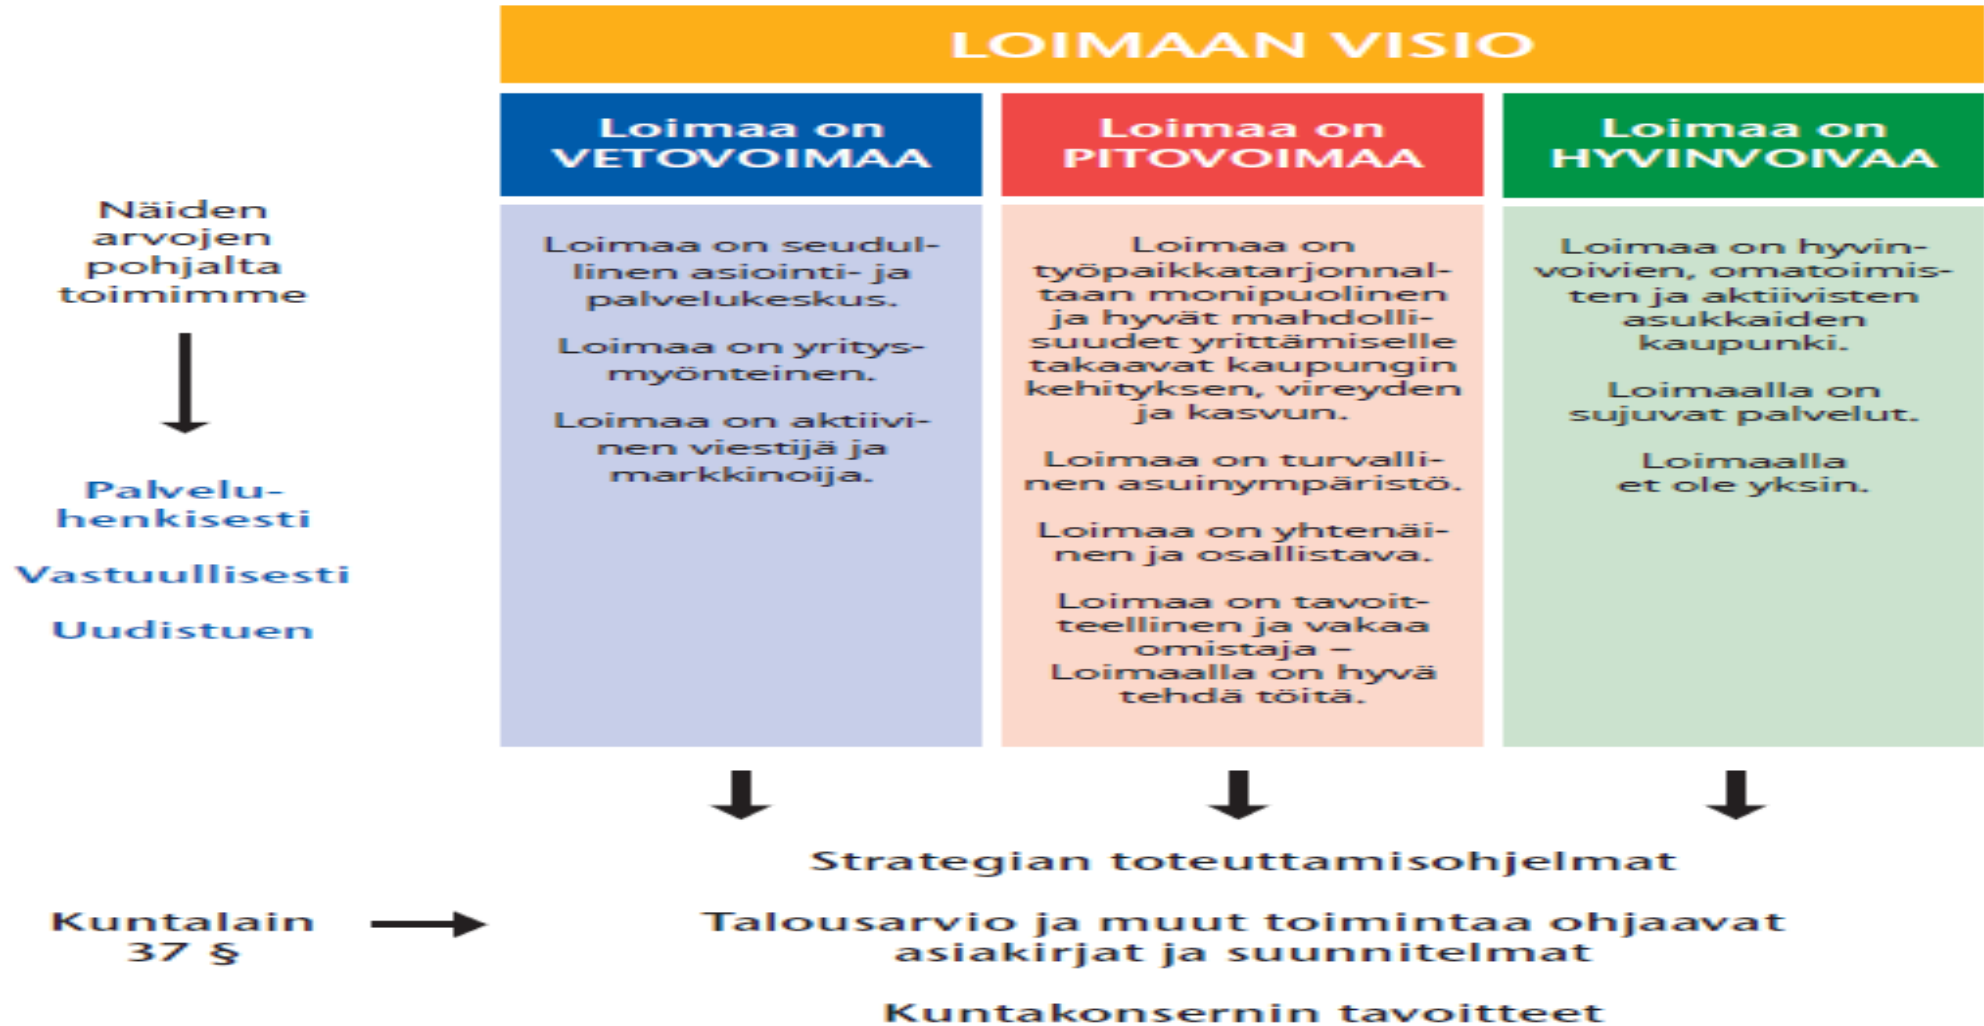 LOIMAAN VISIO
Loimaa on
VETOVOIMAA
Loimaa on
PITOVOIMAA
Loimaa on
HYVINVOIVAA
Näiden
arvojen
pohjalta
toimimme
Palvelu-
henkisesti
Vastuullisesti
Uudistuen
Loimaa on seudul-
linen asiointi- ja
palvelukeskus.
Loimaa on yritys-
myönteinen.
Loimaa on aktiivi-
nen viestijä ja
markkinoija.
Loimaa on
työpaikkatarjonnal-
taan monipuolinen
ja hyvät mahdolli-
suudet yrittämiselle
takaavat kaupungin
kehityksen, vireyden
ja kasvun.
Loimaa on turvalli-
nen asuinympäristö.
Loimaa on yhtenäi-
nen ja osallistava.
Loimaa on tavoit-
teellinen ja vakaa
omistaja –
Loimaalla on hyvä
tehdä töitä.
Loimaa on hyvin-
voivien, omatoimis-
ten ja aktiivisten
asukkaiden
kaupunki.
Loimaalla on
sujuvat palvelut.
Loimaalla
et ole yksin.
Strategian toteuttamisohjelmat
Kuntalain
37 §
Talousarvio ja muut toimintaa ohjaavat
asiakirjat ja suunnitelmat
Kuntakonsernin tavoitteet